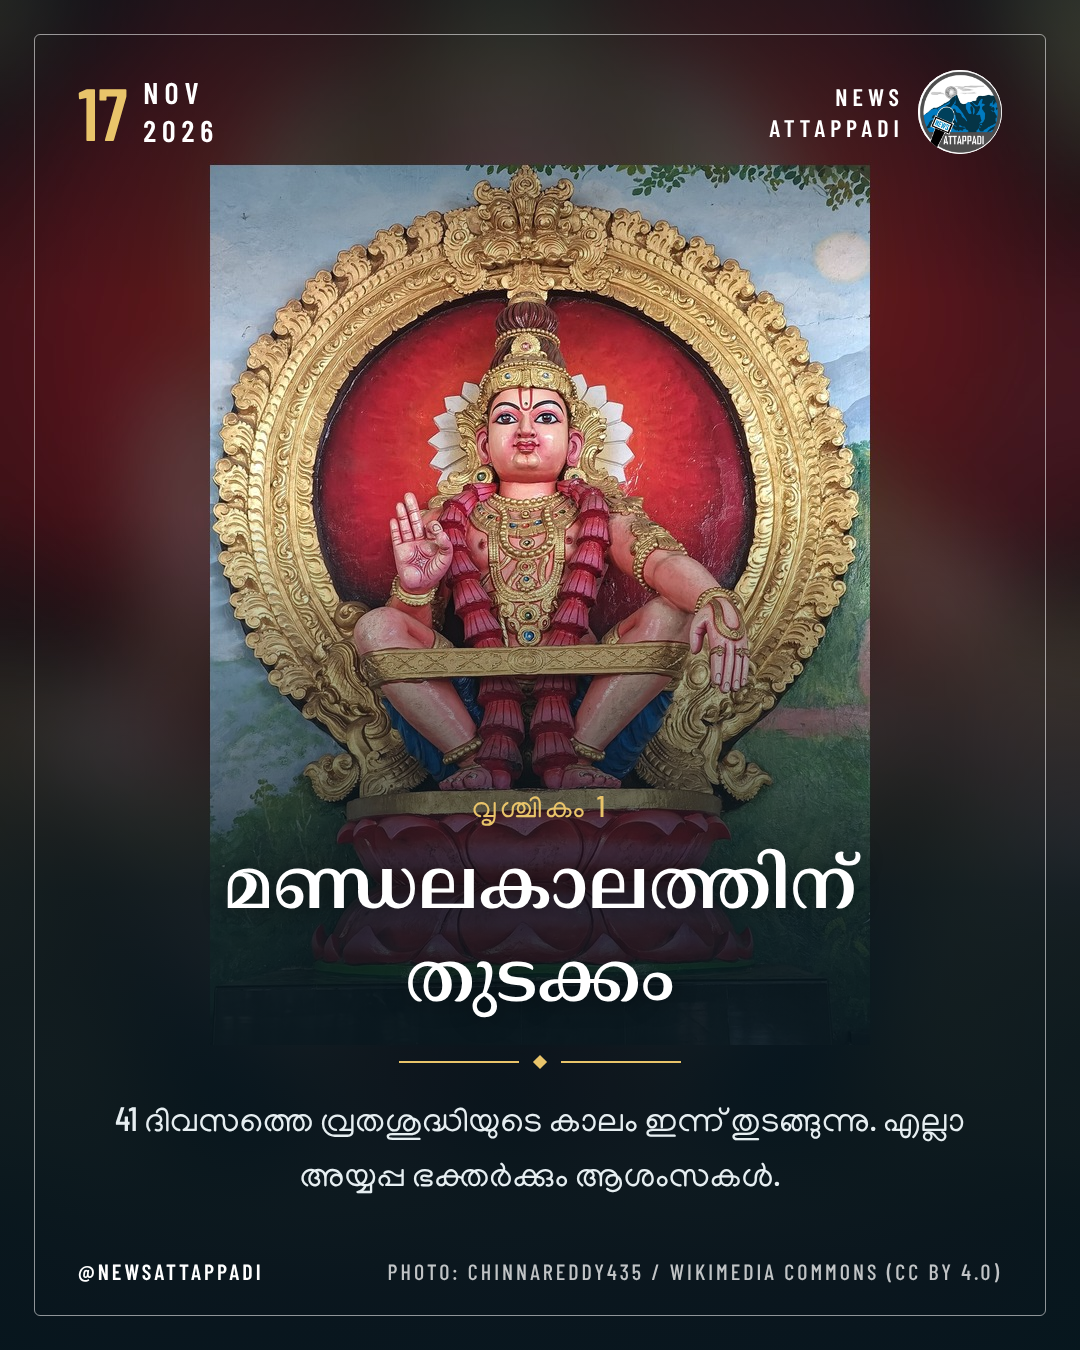 17 NOV
2026
NEWS
ATTAPPADI
NEWS
ATTAPPADI
വൃശ്ചികം 1
മണ്ഡലകാലത്തിന്
തുടക്കം
41 ദിവസത്തെ വ്രതശുദ്ധിയുടെ കാലം ഇന്ന് തുടങ്ങുന്നു. എല്ലാ
അയ്യപ്പ ഭക്തർക്കും ആശംസകൾ.
@NEWSATTAPPADI
PHOTO: CHINNAREDDY435 / WIKIMEDIA COMMONS (CC BY 4.0)